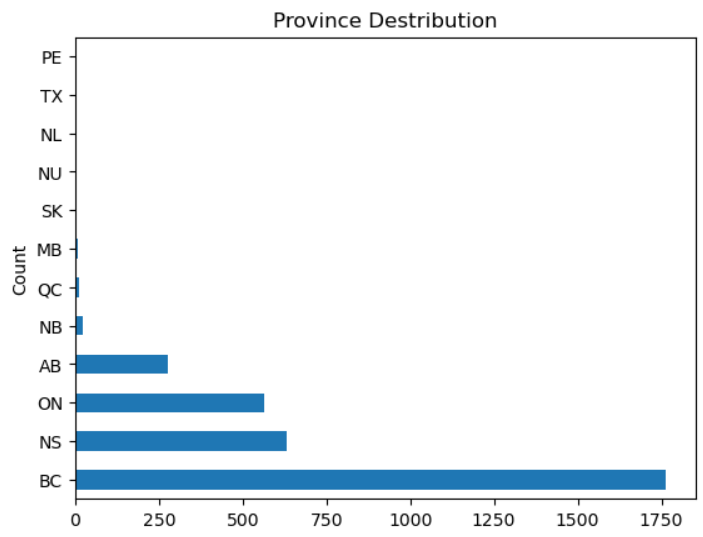 Province Destribution
PE
TX
NL
NU
SK
MB
QC
NB
AB
ON
NS
BC
Count
0 250 500 750 1000 1250 1500 1750